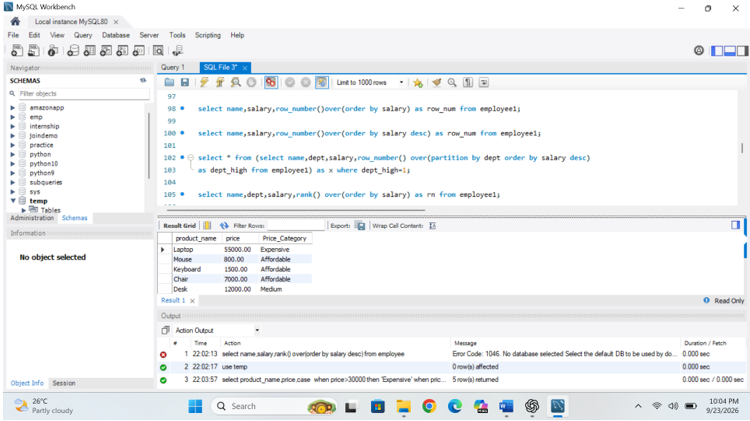 MySQL Workbench
Local instance MySQL80
File Edit View Query Database Server Tools Scripting Help
Navigator
SCHEMAS
Filter objects
amazonapp
emp
internship
joindemo
practice
python
python10
python9
subqueries
sys
temp
Tables
Administration Schemas
Information
No object selected
Object Info Session
Query 1 SQL File 3*
Limit to 1000 rows
97
98 select name,salary,row_number()over(order by salary) as row_num from employee1;
99
100 select name,salary,row_number()over(order by salary desc) as row_num from employee1;
101
102 select * from (select name,dept,salary,row_number() over(partition by dept order by salary desc)
103 as dept_high from employee1) as x where dept_high=1;
104
105 select name,dept,salary,rank() over(order by salary) as rn from employee1;
Result Grid Filter Rows: Export: Wrap Cell Content:
product_name price Price_Category
Laptop 55000.00 Expensive
Mouse 800.00 Affordable
Keyboard 1500.00 Affordable
Chair 7000.00 Affordable
Desk 12000.00 Medium
Result 1 Read Only
Output
Action Output
# Time Action Message Duration / Fetch
1 22:02:13 select name,salary,rank() over(order by salary desc) from employee Error Code: 1046. No database selected Select the default DB to be used by do... 0.000 sec
2 22:02:17 use temp 0 row(s) affected 0.000 sec
3 22:03:57 select product_name,price,case when price>30000 then 'Expensive' when pric... 5 row(s) returned 0.000 sec / 0.000 sec
26°C
Partly cloudy
Search
10:04 PM
9/23/2026